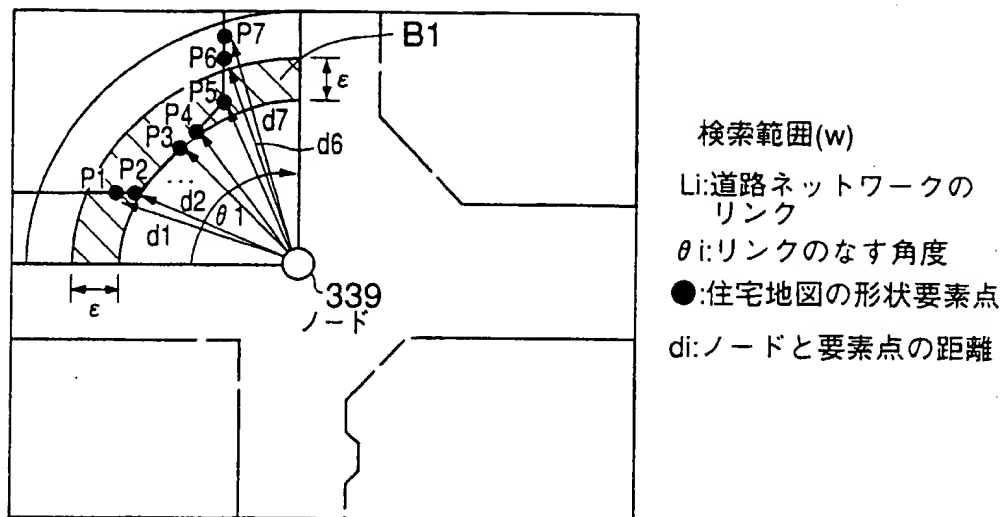 P7
B1
P6
ε
P5
P4
d7
P3
d6
P1 P2
…
d2
θ1
d1
ε
339
ノード
検索範囲(w)
Li:道路ネットワークの
リンク
θi:リンクのなす角度
●:住宅地図の形状要素点
di:ノードと要素点の距離